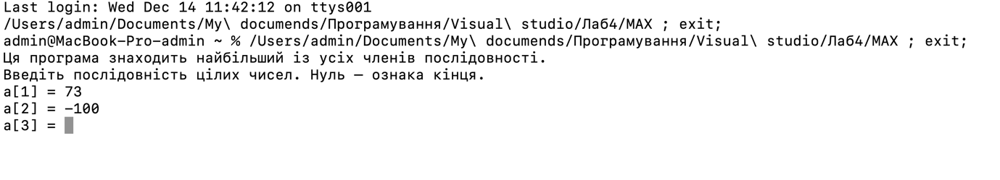 Last login: Wed Dec 14 11:42:12 on ttys001
/Users/admin/Documents/My\ documends/Програмування/Visual\ studio/Лаб4/MAX ; exit;
admin@MacBook-Pro-admin ~ % /Users/admin/Documents/My\ documends/Програмування/Visual\ studio/Лаб4/MAX ; exit;
Ця програма знаходить найбільший із усіх членів послідовності.
Введіть послідовність цілих чисел. Нуль — ознака кінця.
a[1] = 73
a[2] = -100
a[3] =